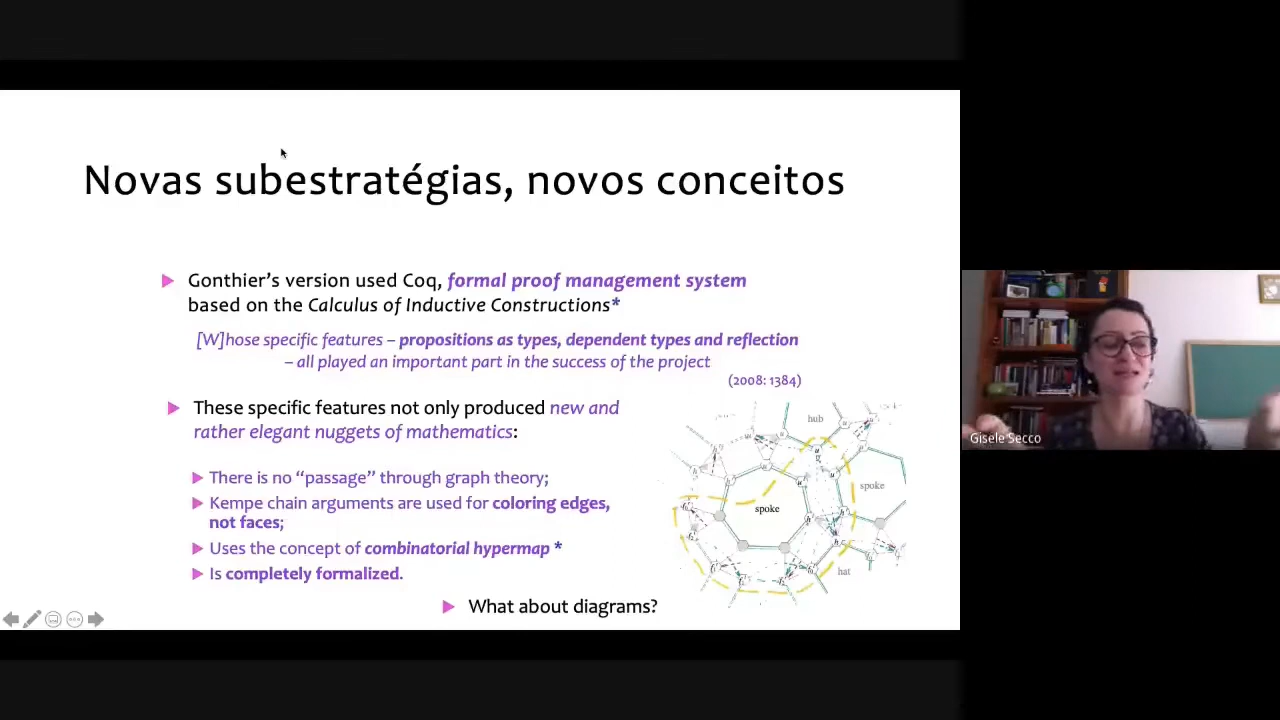 Novas subestratégias, novos conceitos
Gonthier’s version used Coq, formal proof management system
based on the Calculus of Inductive Constructions*
[W]hose specific features – propositions as types, dependent types and reflection
– all played an important part in the success of the project
(2008: 1384)
These specific features not only produced new and
rather elegant nuggets of mathematics:
There is no “passage” through graph theory;
Kempe chain arguments are used for coloring edges,
not faces;
Uses the concept of combinatorial hypermap *
Is completely formalized.
What about diagrams?
hub
spoke
spoke
hat
Gisele Secco